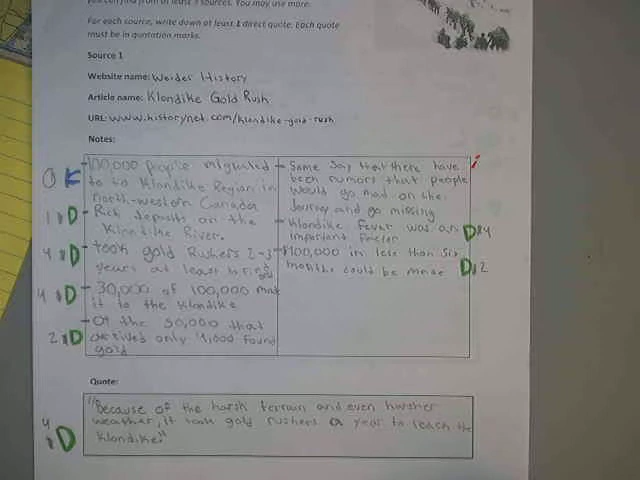 you can find from at least 3 sources. You may use more.
For each source, write down at least 1 direct quote. Each quote
must be in quotation marks.
Source 1
Website name: Weider History
Article name: Klondike Gold Rush
URL: www.historynet.com/klondike-gold-rush
Notes:
0 K
- 100,000 people migrated
to to Klondike Region in
north-western Canada
1 D
- Rich deposits on the
Klondike River.
4 D
- took gold Rushers 2-3
years at least to find
gold
4 D
- 30,000 of 100,000 made
it to the Klondike
2 D
- Of the 30,000 that
arrived only 4,000 found
gold
- Some say that there have
been rumors that people
would go mad on the
Journey and go missing
i
- Klondike Fever was an
important factor
D 4
- $100,000 in less than six
months could be made
D 2
Quote:
4 D
"Because of the harsh terrain and even harsher
weather, it took gold rushers a year to reach the
Klondike."